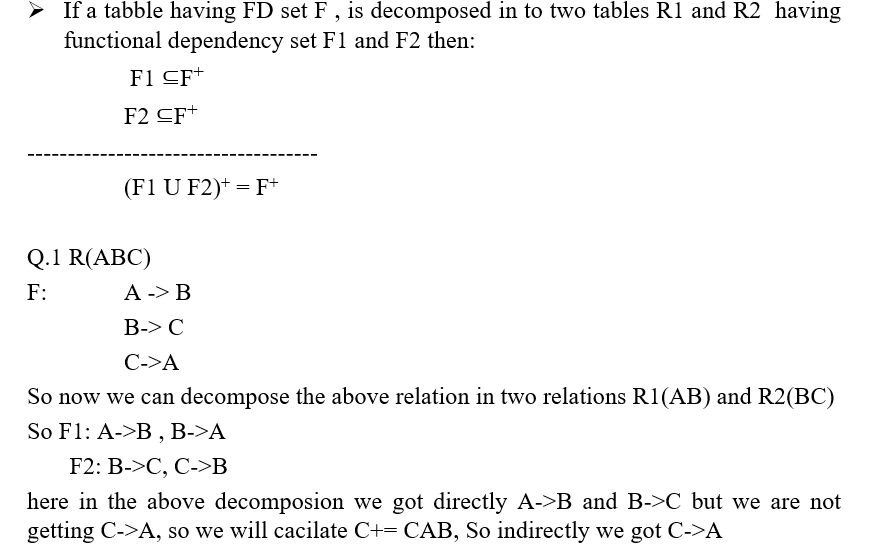 ➢ If a tabble having FD set F , is decomposed in to two tables R1 and R2 having
functional dependency set F1 and F2 then:
F1 ⊆F⁺
F2 ⊆F⁺
------------------------------------
(F1 U F2)⁺ = F⁺
Q.1 R(ABC)
F: A -> B
B-> C
C->A
So now we can decompose the above relation in two relations R1(AB) and R2(BC)
So F1: A->B , B->A
F2: B->C, C->B
here in the above decomposion we got directly A->B and B->C but we are not
getting C->A, so we will cacilate C+= CAB, So indirectly we got C->A